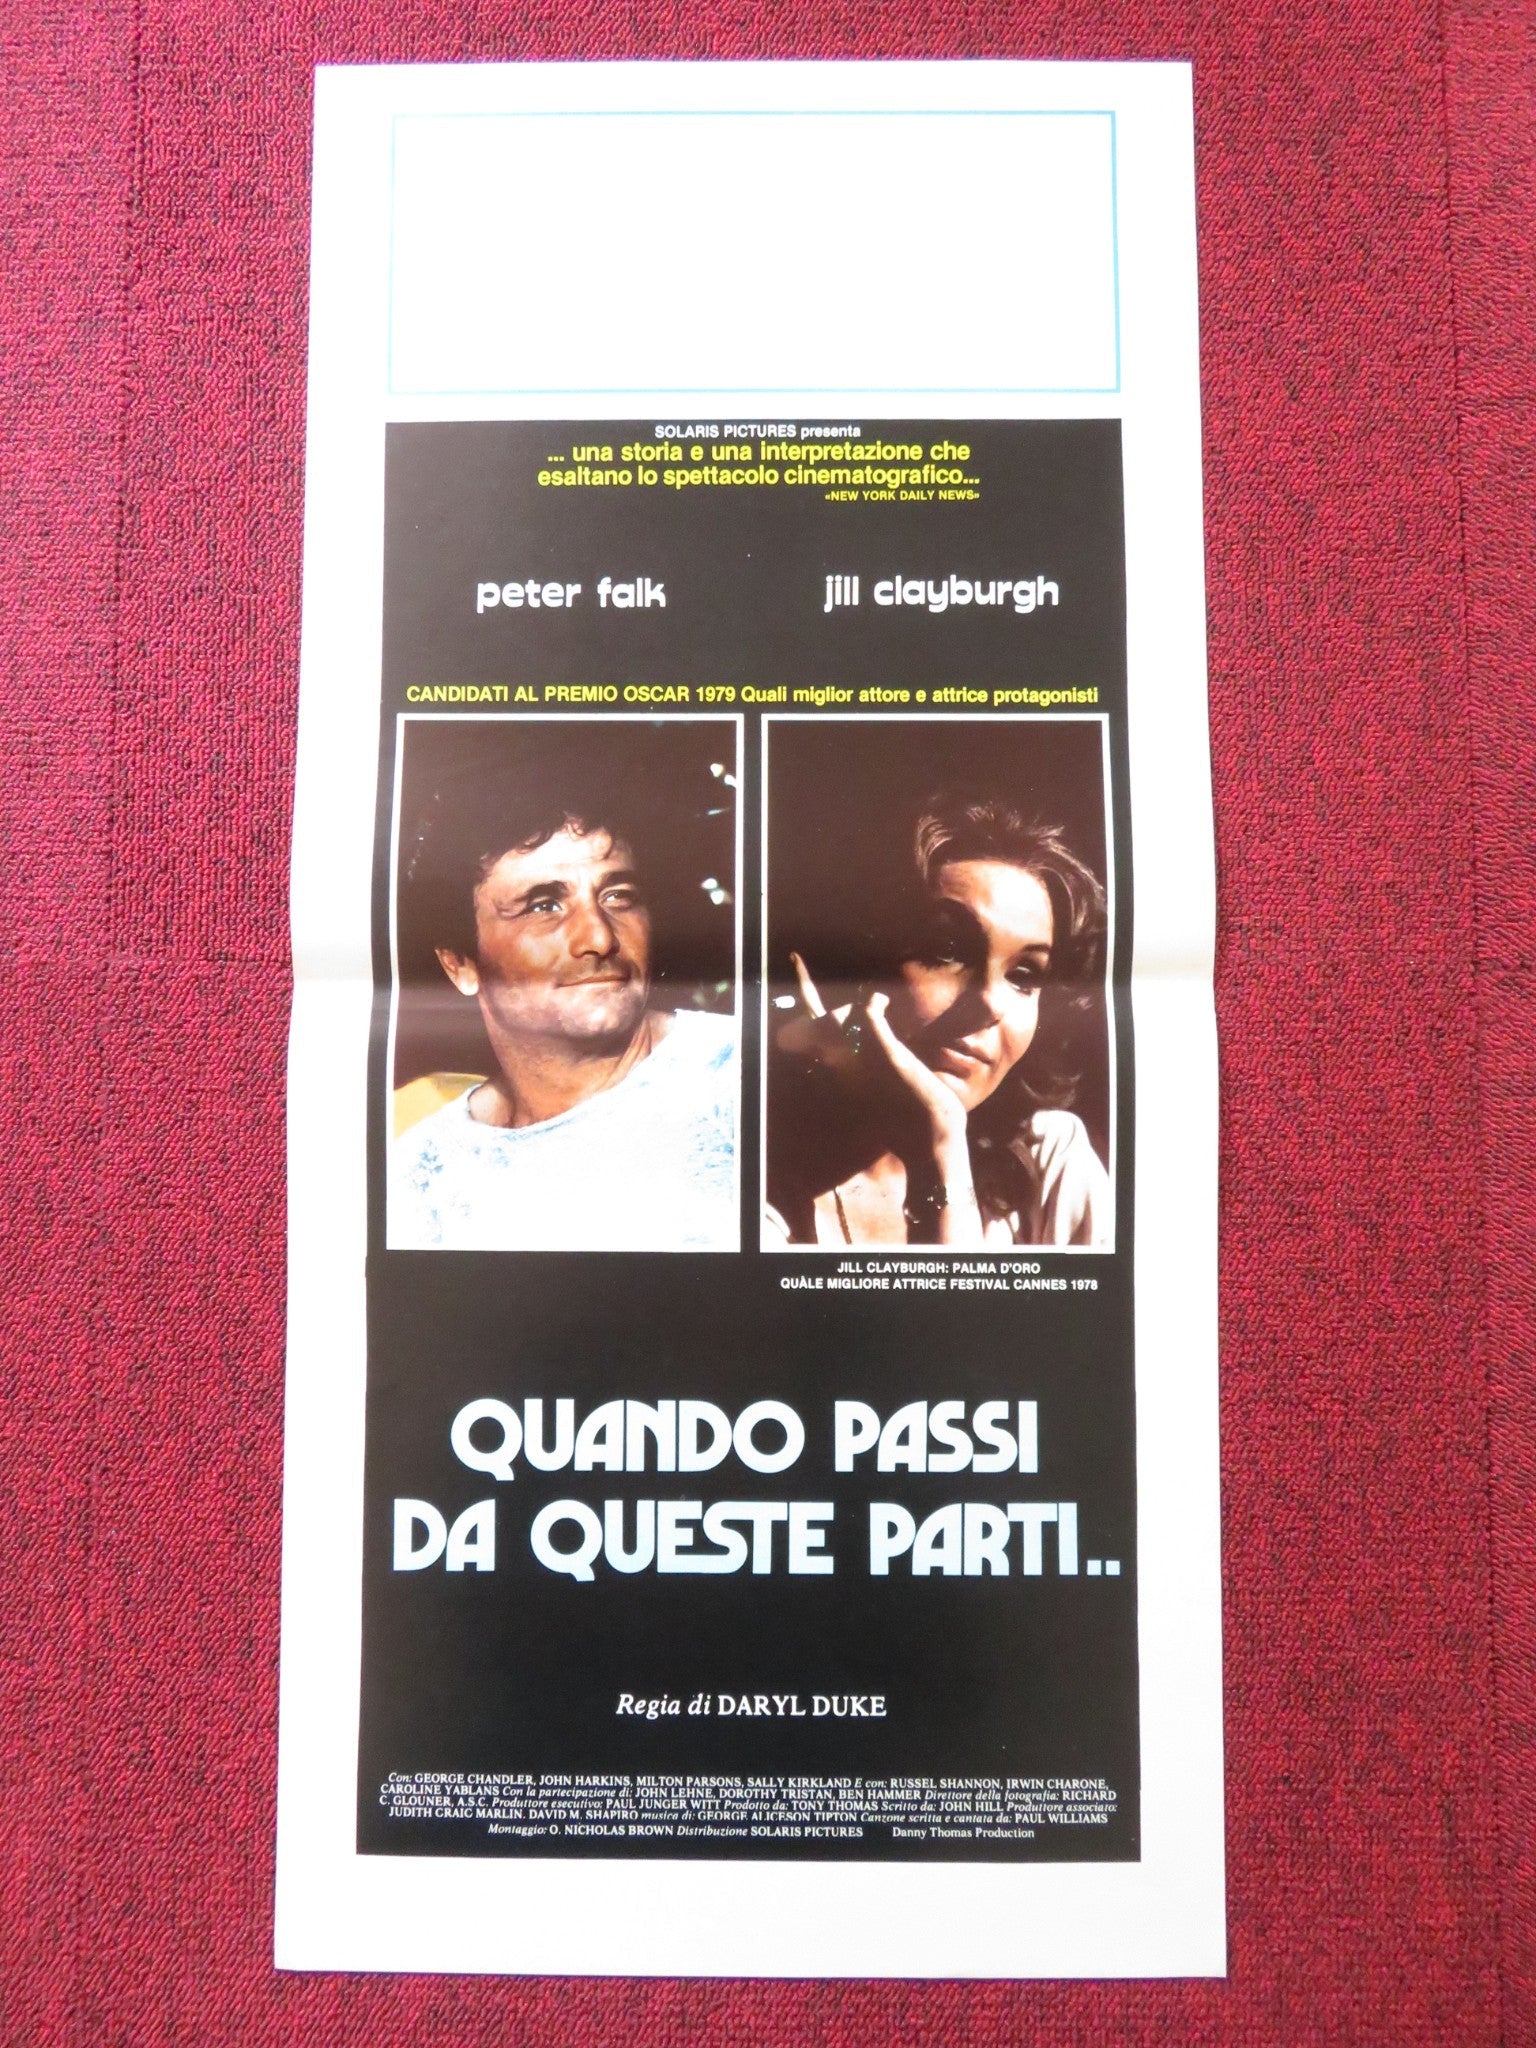 SOLARIS PICTURES presenta
... una storia e una interpretazione che
esaltano lo spettacolo cinematografico...
«NEW YORK DAILY NEWS»
peter falk
jill clayburgh
CANDIDATI AL PREMIO OSCAR 1979 Quali miglior attore e attrice protagonisti
JILL CLAYBURGH: PALMA D'ORO
QUÀLE MIGLIORE ATTRICE FESTIVAL CANNES 1978
QUANDO PASSI
DA QUESTE PARTI..
Regia di DARYL DUKE
Con: GEORGE CHANDLER, JOHN HARKINS, MILTON PARSONS, SALLY KIRKLAND E con: RUSSEL SHANNON, IRWIN CHARONE,
CAROLINE YABLANS Con la partecipazione di: JOHN LEHNE, DOROTHY TRISTAN, BEN HAMMER Direttore della fotografia: RICHARD
C. GLOUNER, A.S.C. Produttore esecutivo: PAUL JUNGER WITT Prodotto da: TONY THOMAS Scritto da: JOHN HILL Produttore associato:
JUDITH CRAIG MARLIN, DAVID M. SHAPIRO musica di: GEORGE ALICESON TIPTON Canzone scritta e cantata da: PAUL WILLIAMS
Montaggio: O. NICHOLAS BROWN Distribuzione SOLARIS PICTURES Danny Thomas Production